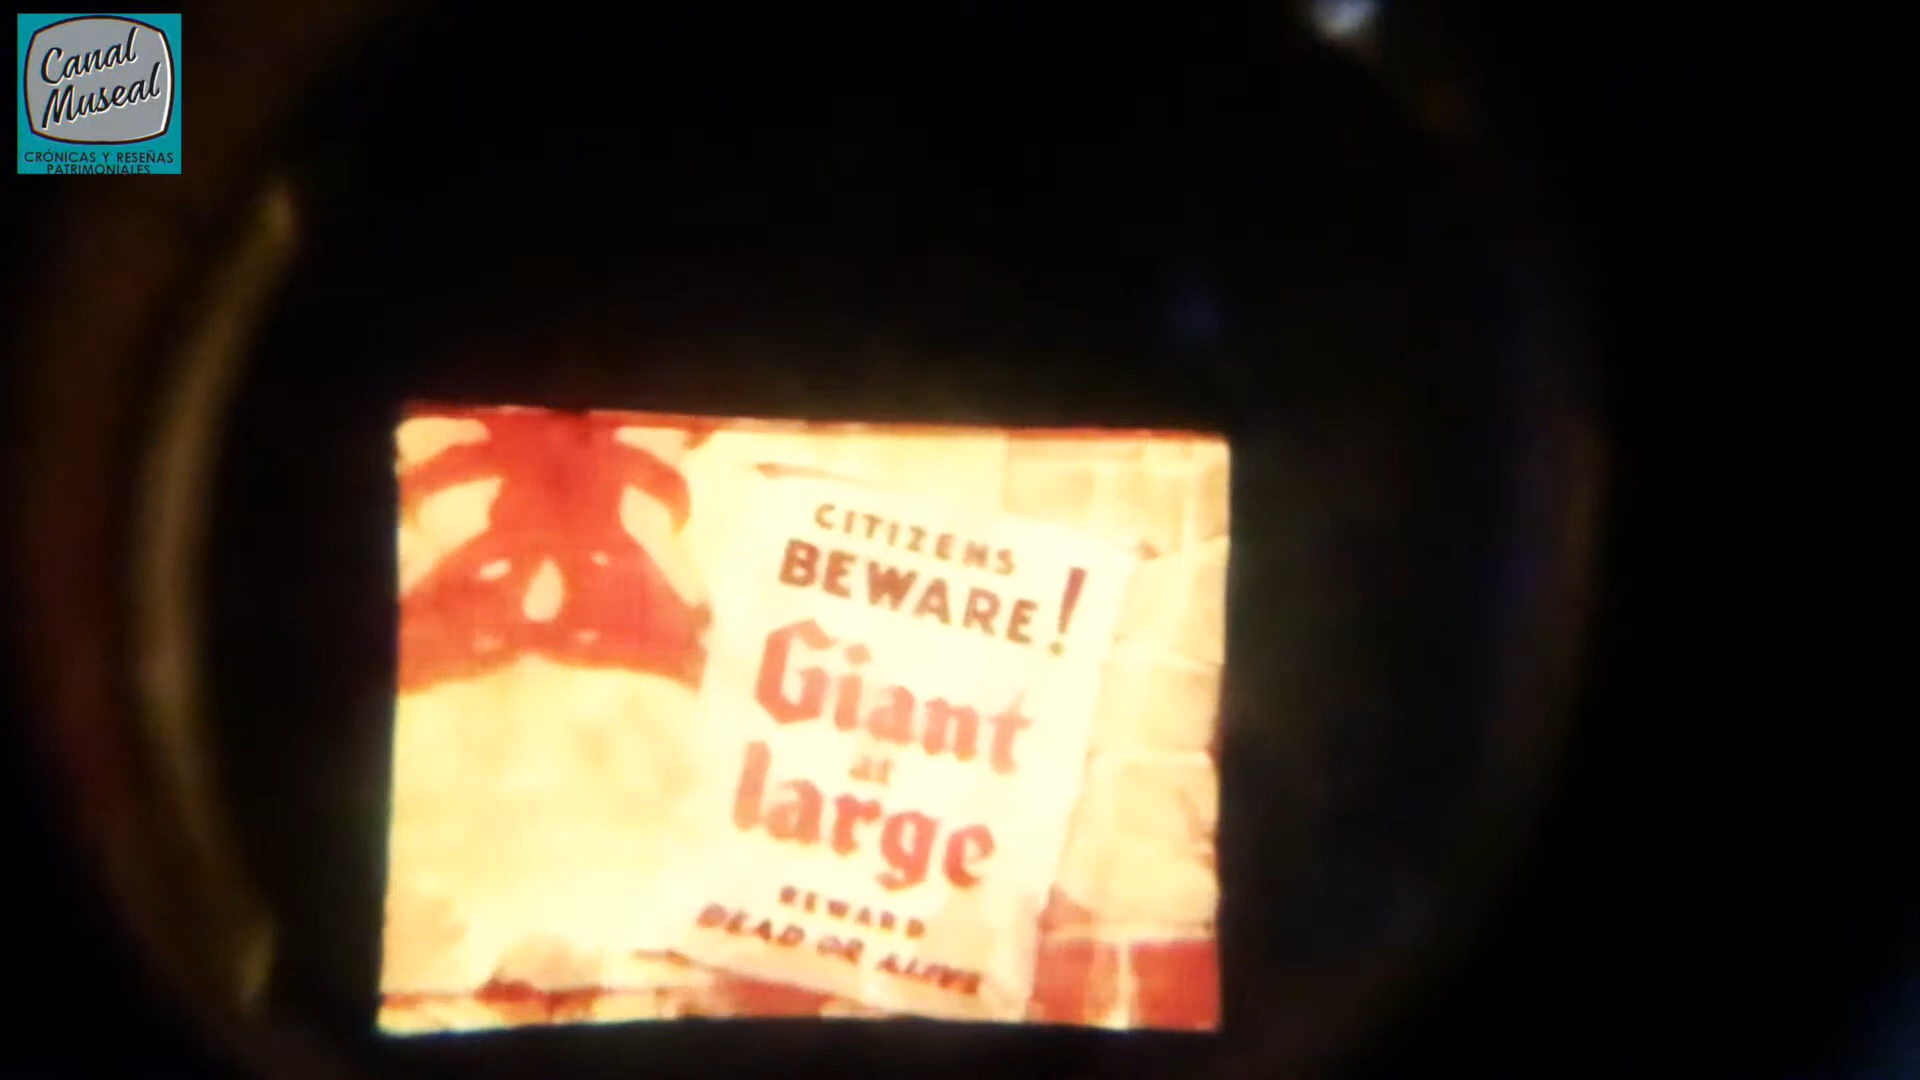 Canal
Museal
CRÓNICAS Y RESEÑAS
PATRIMONIALES
CITIZENS
BEWARE!
Giant
at
large
REWARD
DEAD OR ALIVE